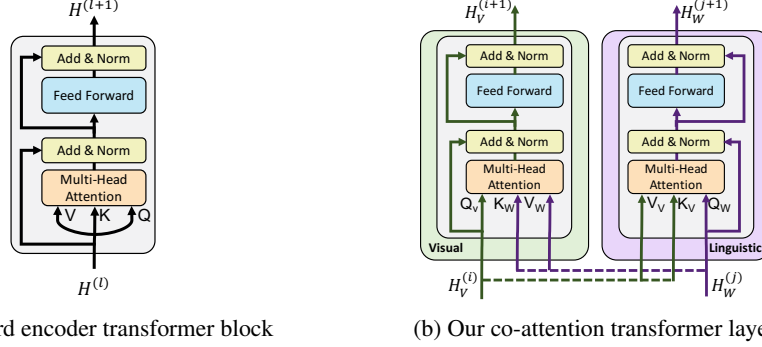 H^(l+1)
Add & Norm
Feed Forward
Add & Norm
Multi-Head
Attention
V K Q
H^(l)
rd encoder transformer block
H_V^(i+1) H_W^(j+1)
Add & Norm Add & Norm
Feed Forward Feed Forward
Add & Norm Add & Norm
Multi-Head Multi-Head
Attention Attention
Q_v K_W V_W V_V K_V Q_W
Visual Linguistic
H_V^(i) H_W^(j)
(b) Our co-attention transformer laye